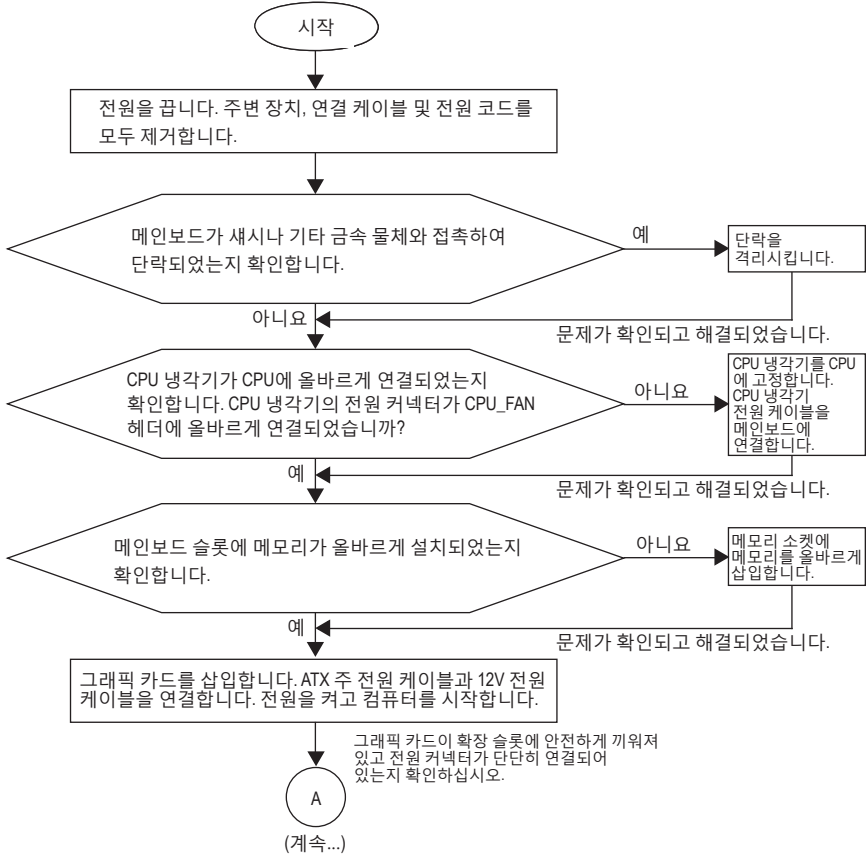 시작
전원을 끕니다. 주변 장치, 연결 케이블 및 전원 코드를
모두 제거합니다.
메인보드가 섀시나 기타 금속 물체와 접촉하여
단락되었는지 확인합니다.
예
단락을
격리시킵니다.
아니요
문제가 확인되고 해결되었습니다.
CPU 냉각기가 CPU에 올바르게 연결되었는지
확인합니다. CPU 냉각기의 전원 커넥터가 CPU_FAN
헤더에 올바르게 연결되었습니까?
아니요
CPU 냉각기를 CPU
에 고정합니다.
CPU 냉각기
전원 케이블을
메인보드에
연결합니다.
예
문제가 확인되고 해결되었습니다.
메인보드 슬롯에 메모리가 올바르게 설치되었는지
확인합니다.
아니요
메모리 소켓에
메모리를 올바르게
삽입합니다.
예
문제가 확인되고 해결되었습니다.
그래픽 카드를 삽입합니다. ATX 주 전원 케이블과 12V 전원
케이블을 연결합니다. 전원을 켜고 컴퓨터를 시작합니다.
그래픽 카드이 확장 슬롯에 안전하게 끼워져
있고 전원 커넥터가 단단히 연결되어
있는지 확인하십시오.
A
(계속...)